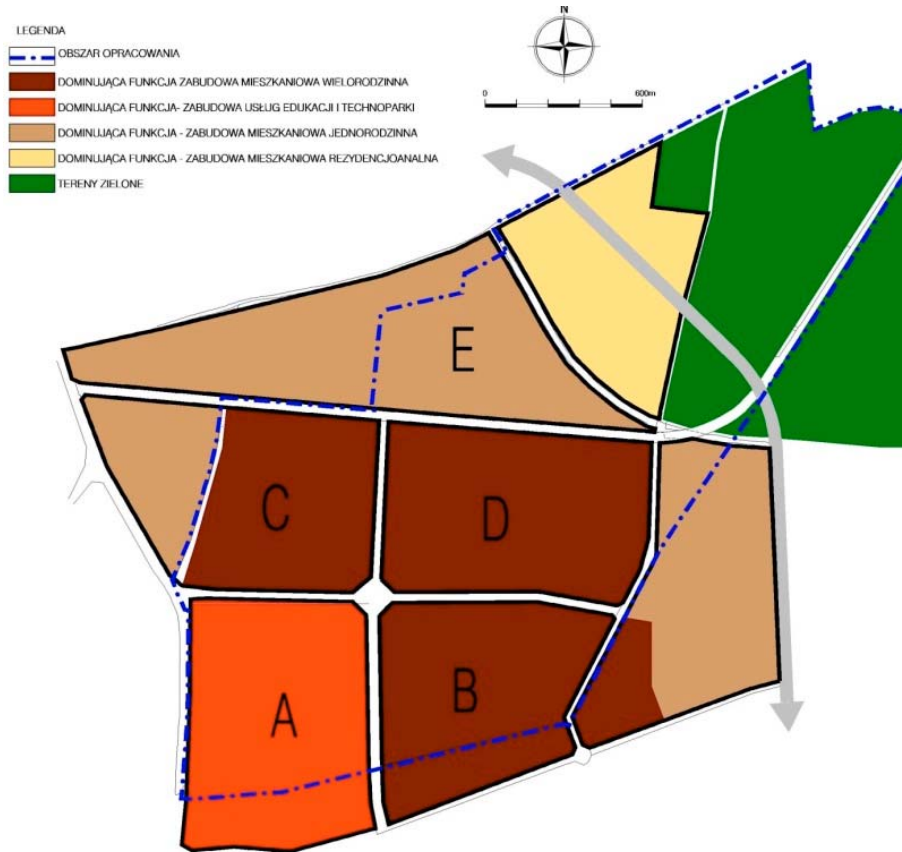 LEGENDA
OBSZAR OPRACOWANIA
DOMINUJĄCA FUNKCJA ZABUDOWA MIESZKANIOWA WIELORODZINNA
DOMINUJĄCA FUNKCJA- ZABUDOWA USŁUG EDUKACJI I TECHNOPARKI
DOMINUJĄCA FUNKCJA - ZABUDOWA MIESZKANIOWA JEDNORODZINNA
DOMINUJĄCA FUNKCJA - ZABUDOWA MIESZKANIOWA REZYDENCJOANALNA
TERENY ZIELONE
N
0 600m
E
C
D
A
B